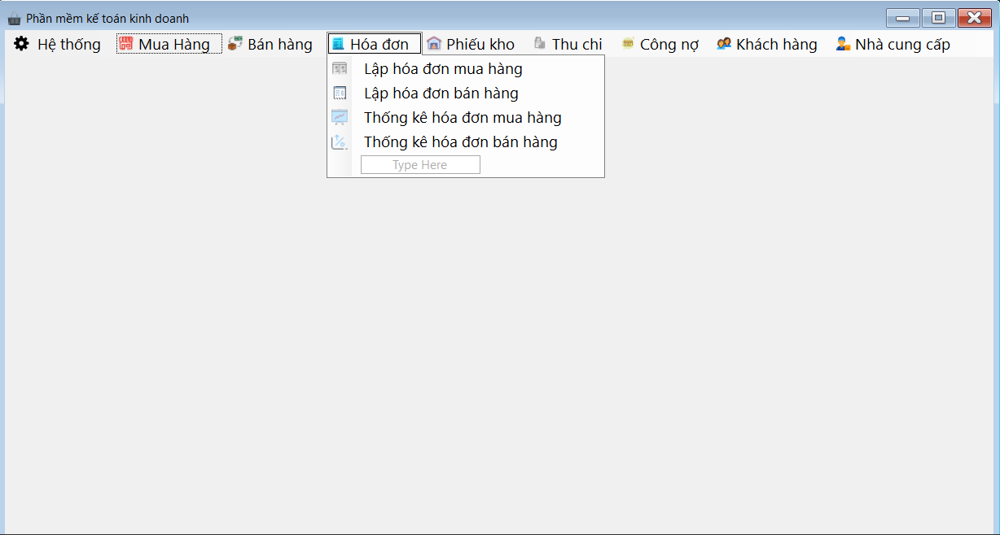 Phần mềm kế toán kinh doanh
Hệ thống Mua Hàng Bán hàng Hóa đơn Phiếu kho Thu chi Công nợ Khách hàng Nhà cung cấp
Lập hóa đơn mua hàng
Lập hóa đơn bán hàng
Thống kê hóa đơn mua hàng
Thống kê hóa đơn bán hàng
Type Here